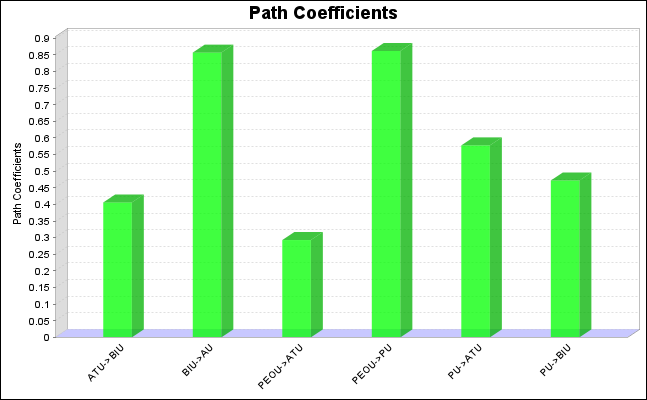 Path Coefficients
Path Coefficients
0.9
0.85
0.8
0.75
0.7
0.65
0.6
0.55
0.5
0.45
0.4
0.35
0.3
0.25
0.2
0.15
0.1
0.05
0
ATU->BIU
BIU->AU
PEOU->ATU
PEOU->PU
PU->ATU
PU->BIU